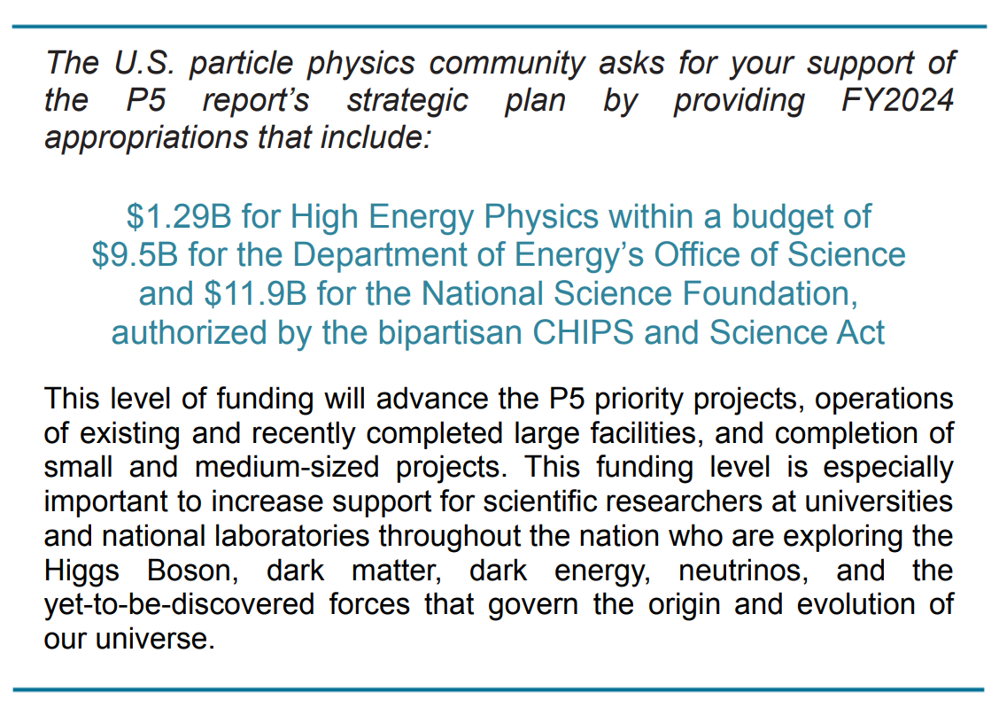 The U.S. particle physics community asks for your support of
the P5 report’s strategic plan by providing FY2024
appropriations that include:
$1.29B for High Energy Physics within a budget of
$9.5B for the Department of Energy’s Office of Science
and $11.9B for the National Science Foundation,
authorized by the bipartisan CHIPS and Science Act
This level of funding will advance the P5 priority projects, operations
of existing and recently completed large facilities, and completion of
small and medium-sized projects. This funding level is especially
important to increase support for scientific researchers at universities
and national laboratories throughout the nation who are exploring the
Higgs Boson, dark matter, dark energy, neutrinos, and the
yet-to-be-discovered forces that govern the origin and evolution of
our universe.